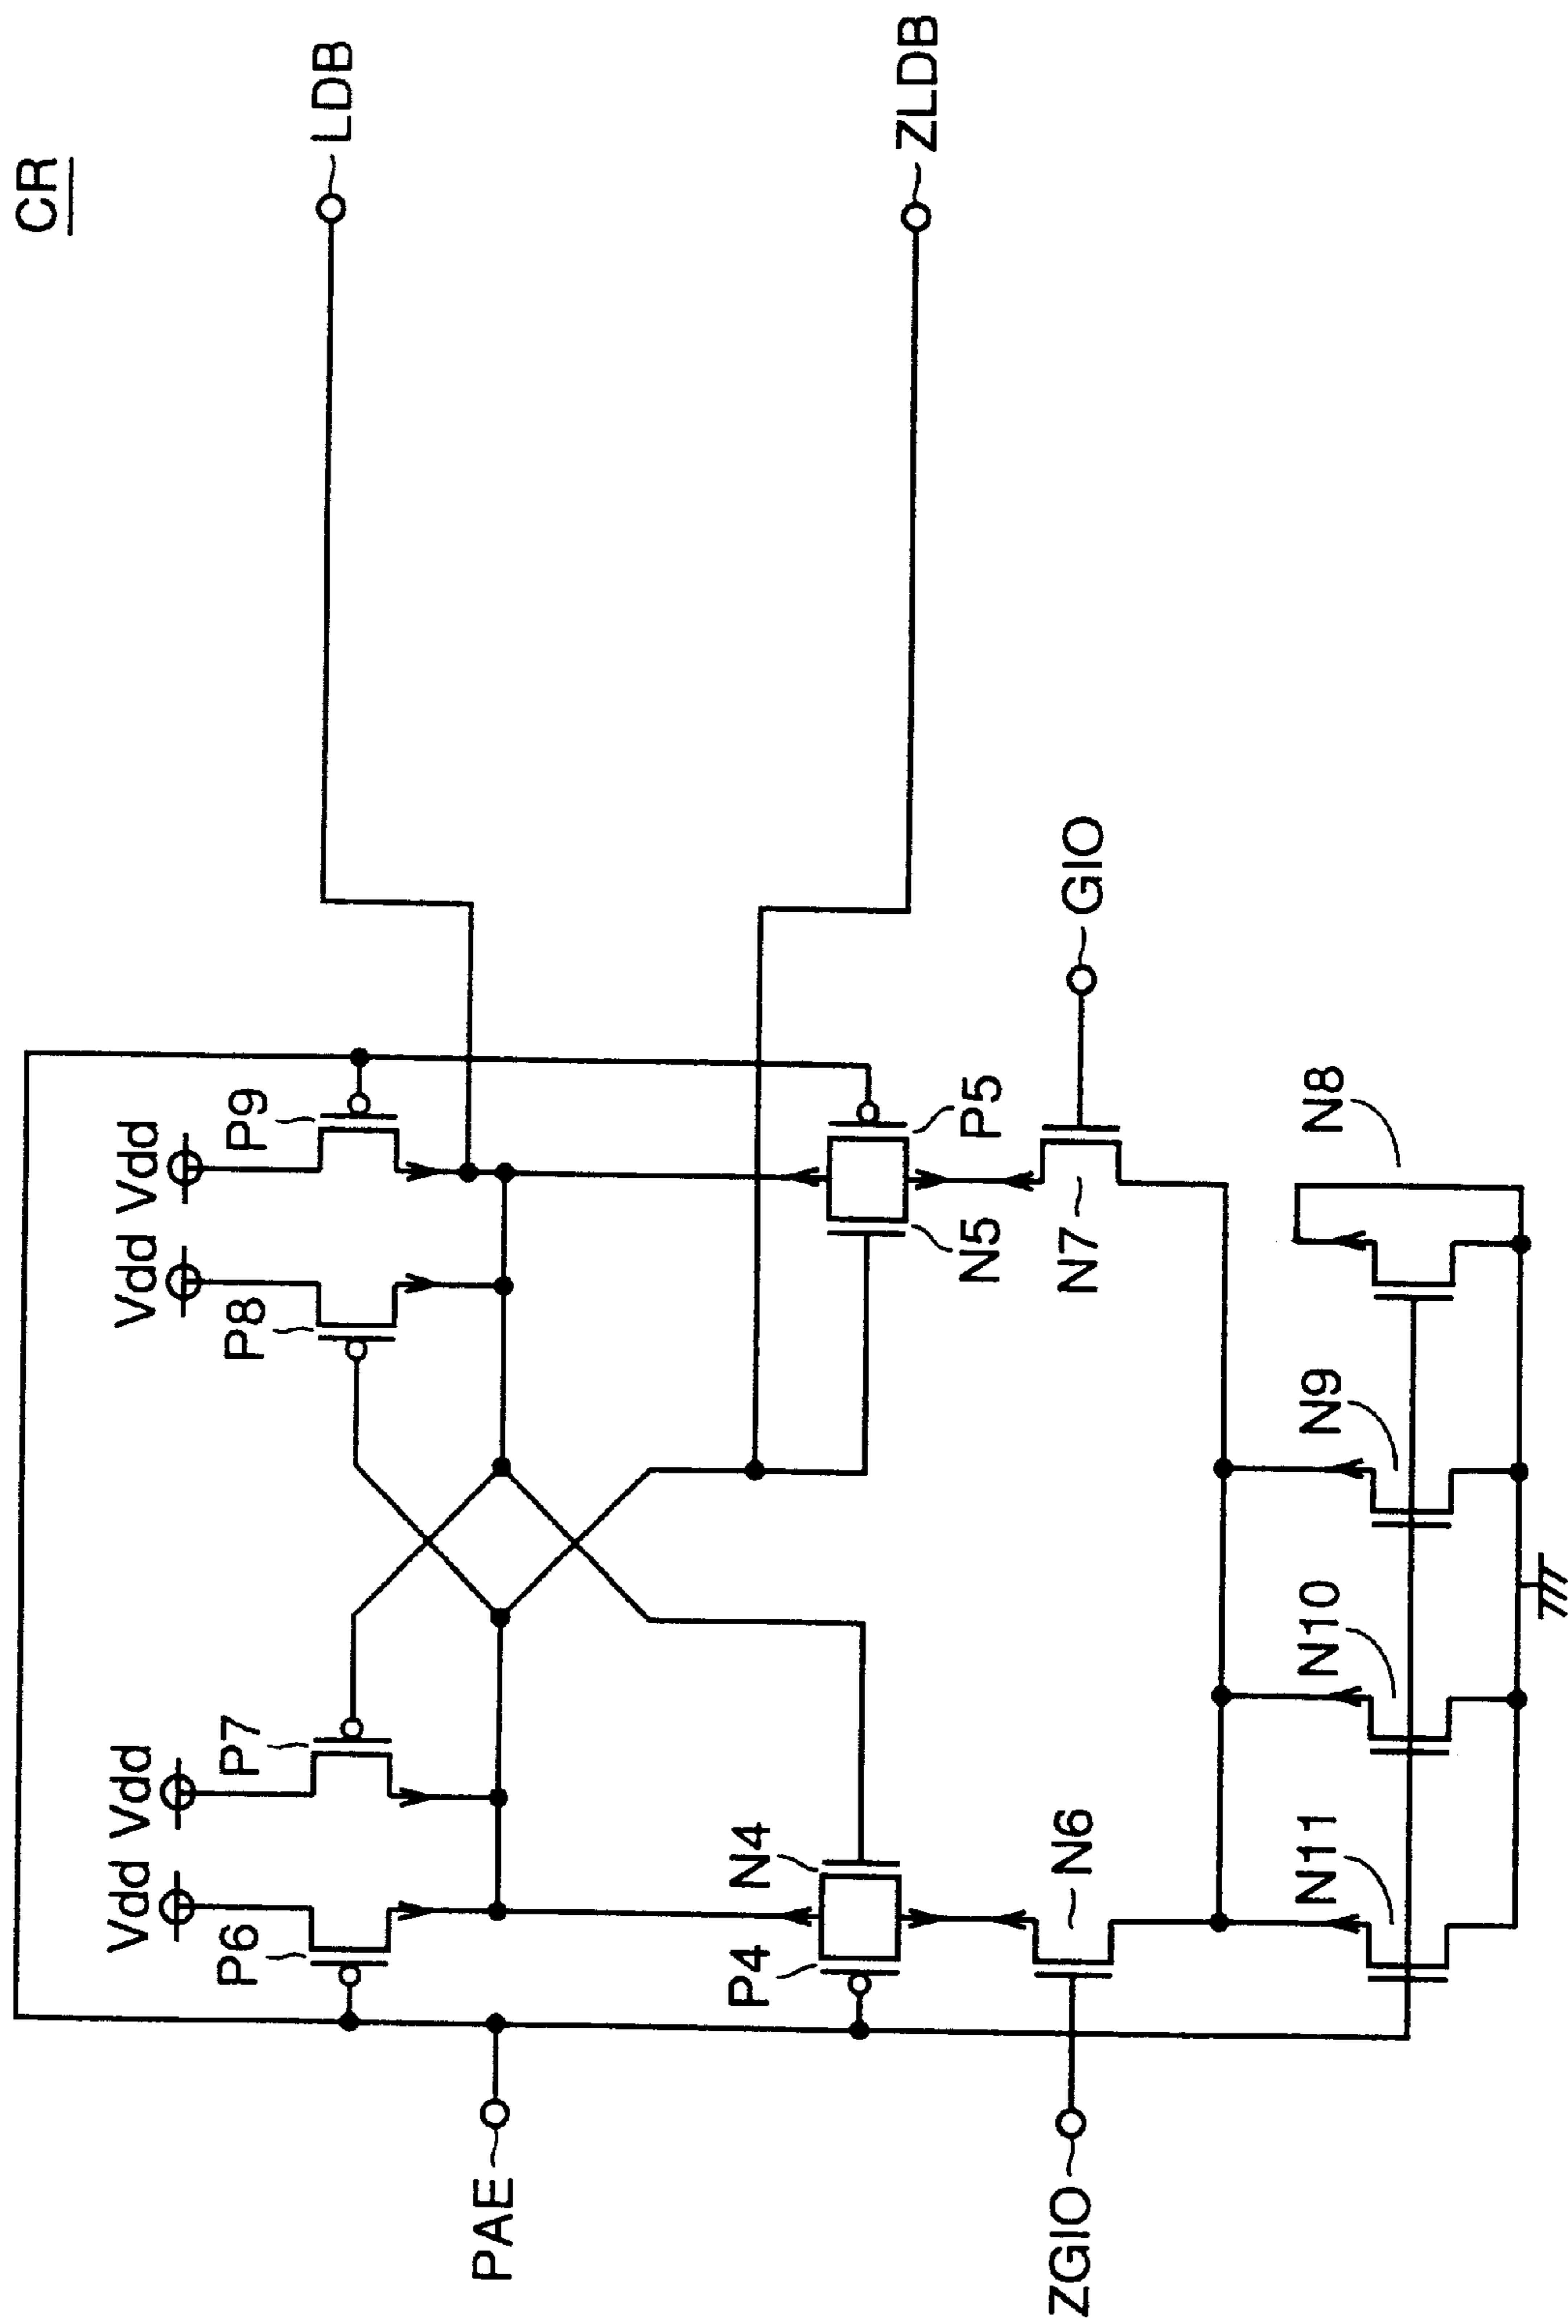 CR
Vdd Vdd Vdd Vdd
P6 P7 P8 P9
LDB
PAE
P4 N4
ZLDB
N5 P5
ZGIO N6 N7 GIO
N11 N10 N9 N8